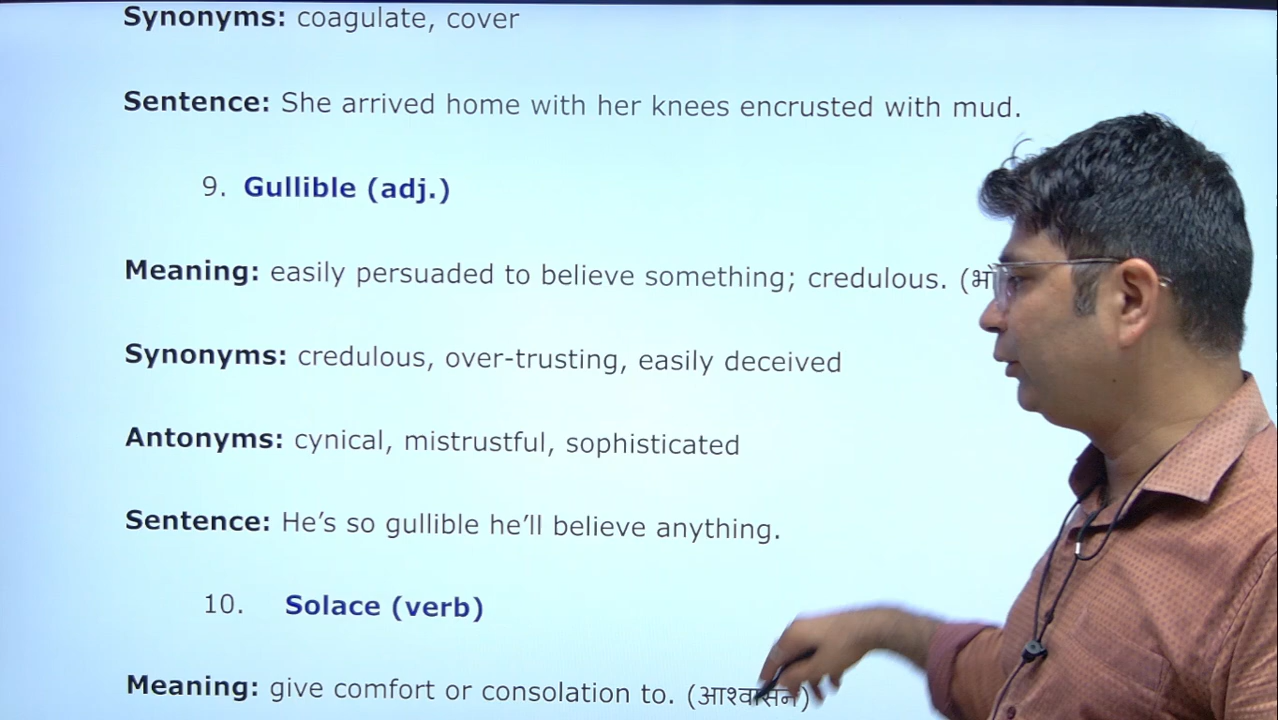 Synonyms: coagulate, cover
Sentence: She arrived home with her knees encrusted with mud.
9. Gullible (adj.)
Meaning: easily persuaded to believe something; credulous. (
Synonyms: credulous, over-trusting, easily deceived
Antonyms: cynical, mistrustful, sophisticated
Sentence: He’s so gullible he’ll believe anything.
10. Solace (verb)
Meaning: give comfort or consolation to. (आश्वासन)